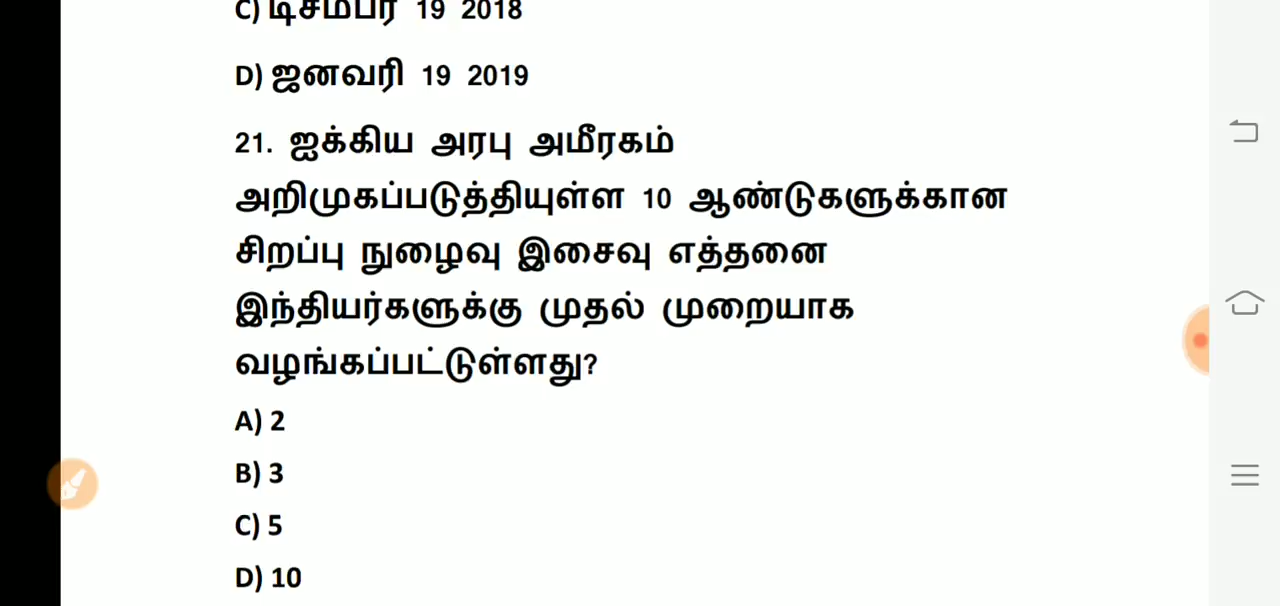 C) டிசம்பர் 19 2018
D) ஜனவரி 19 2019
21. ஐக்கிய அரபு அமீரகம்
அறிமுகப்படுத்தியுள்ள 10 ஆண்டுகளுக்கான
சிறப்பு நுழைவு இசைவு எத்தனை
இந்தியர்களுக்கு முதல் முறையாக
வழங்கப்பட்டுள்ளது?
A) 2
B) 3
C) 5
D) 10